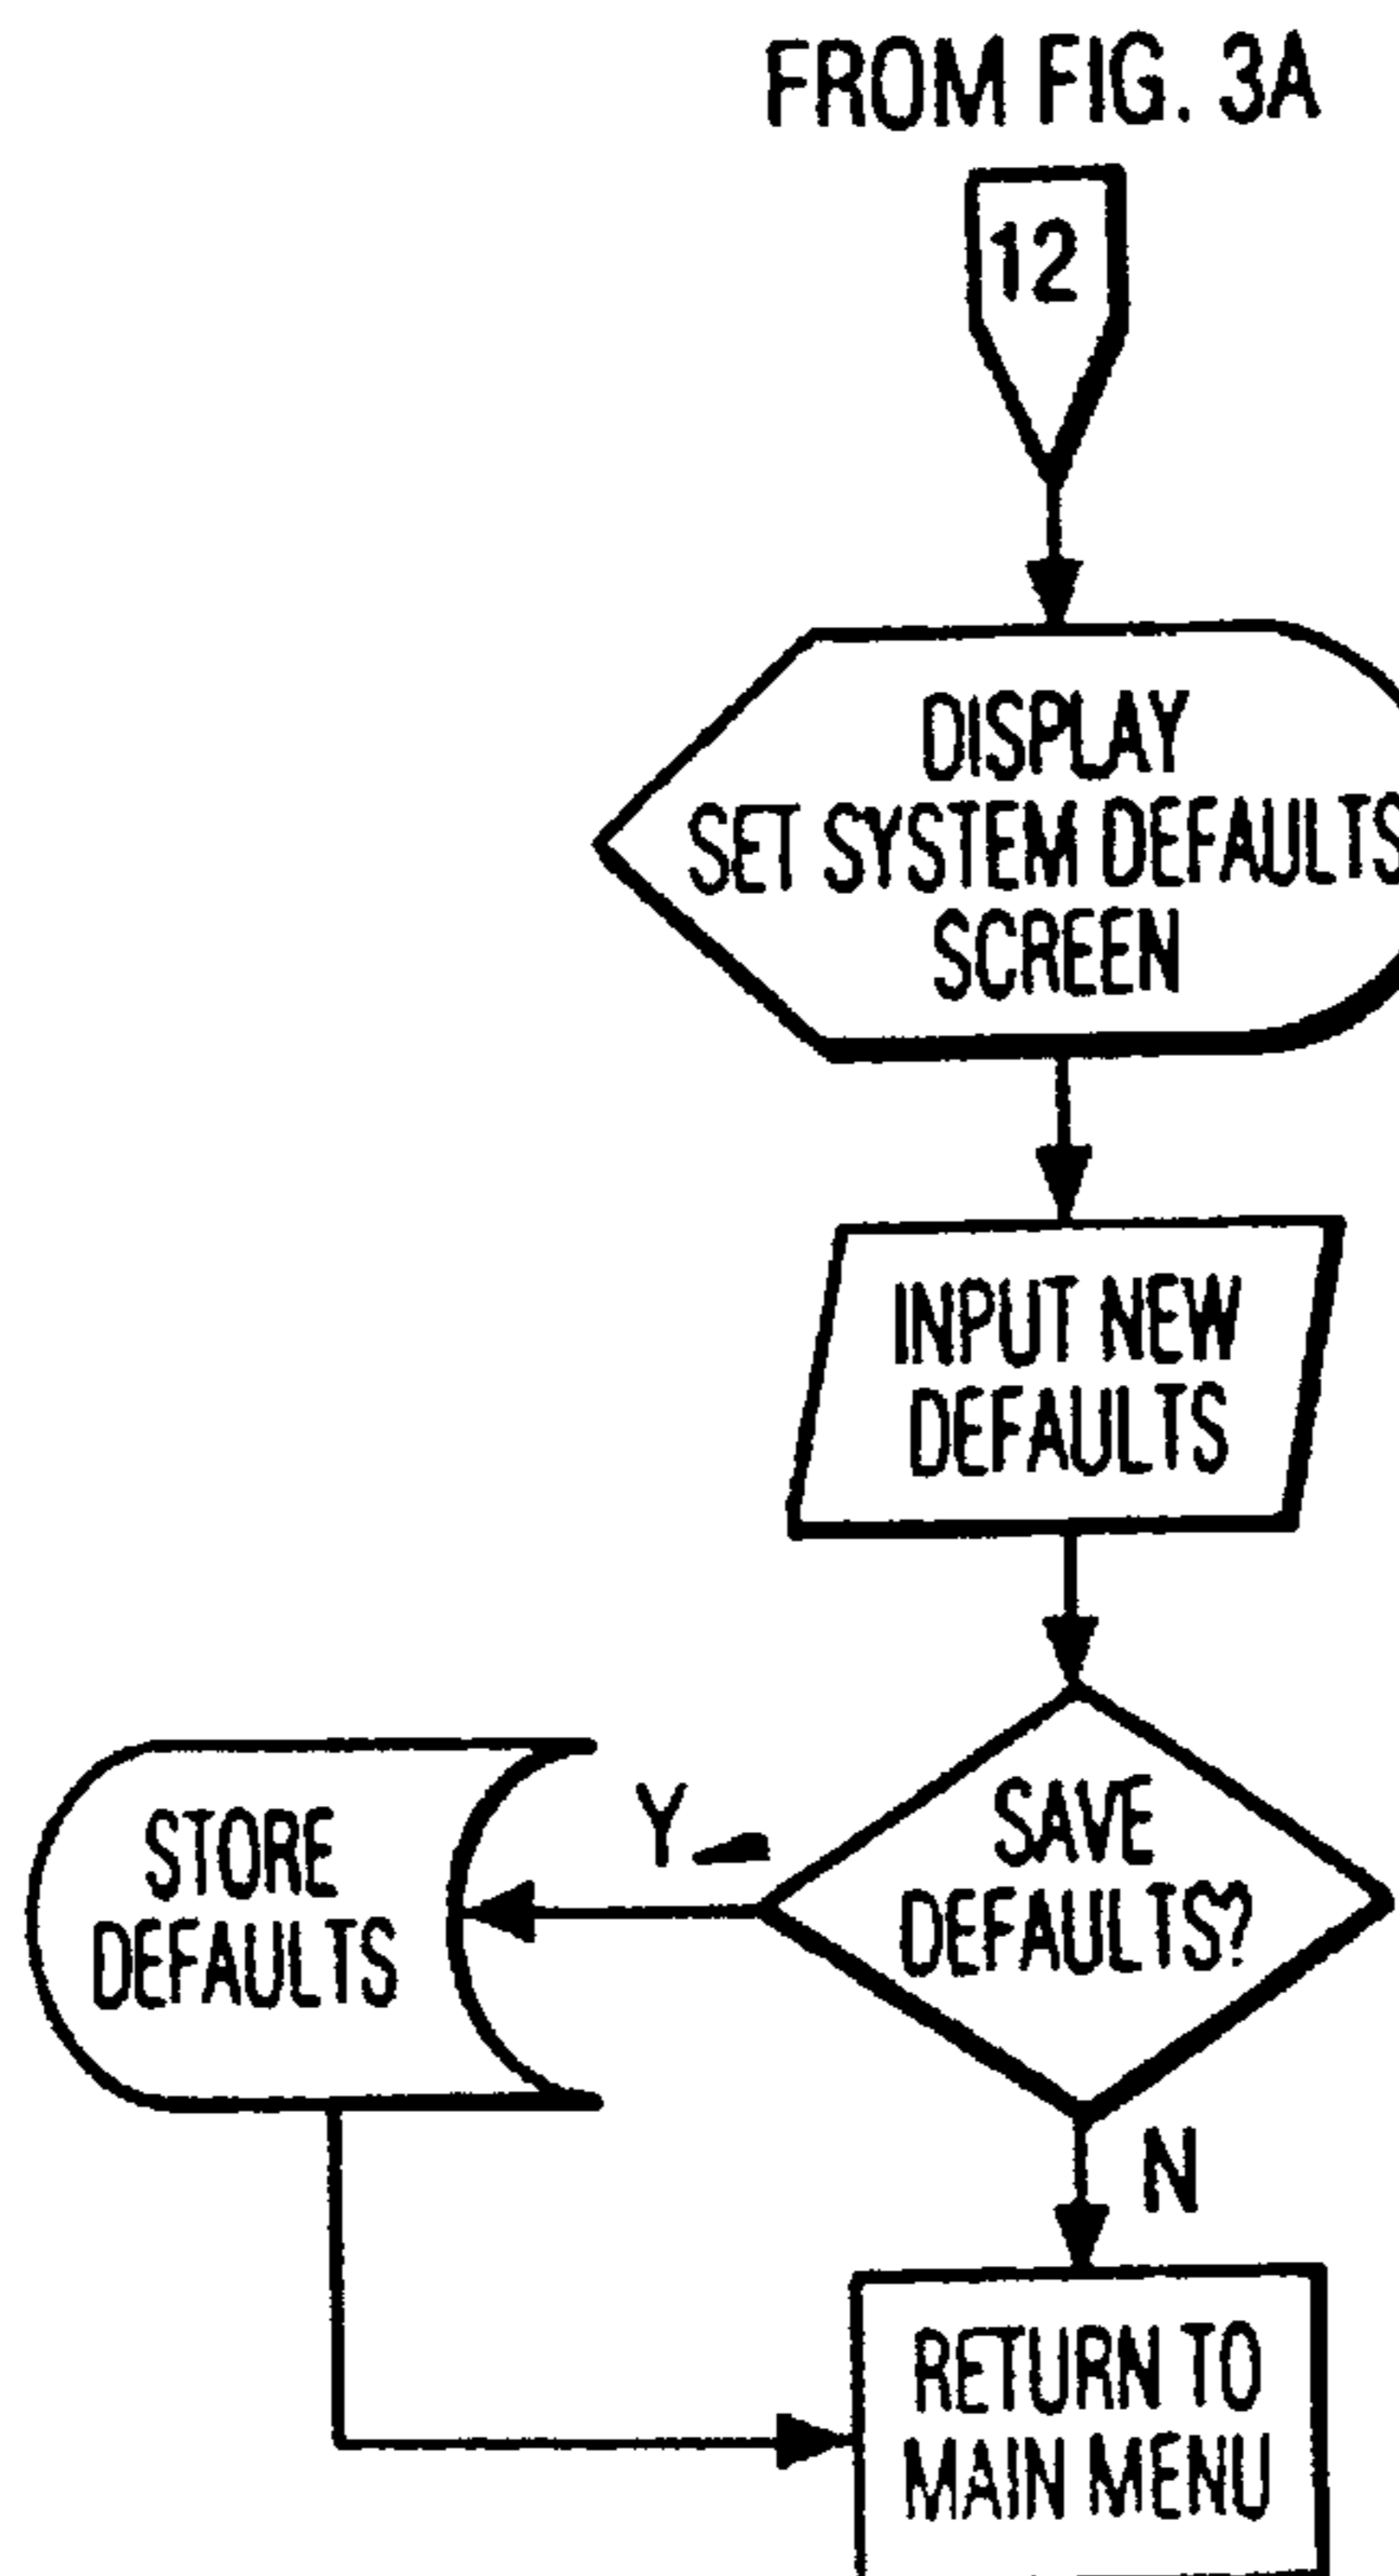 FROM FIG. 3A
12
DISPLAY
SET SYSTEM DEFAULTS
SCREEN
INPUT NEW
DEFAULTS
SAVE
DEFAULTS?
Y
STORE
DEFAULTS
N
RETURN TO
MAIN MENU